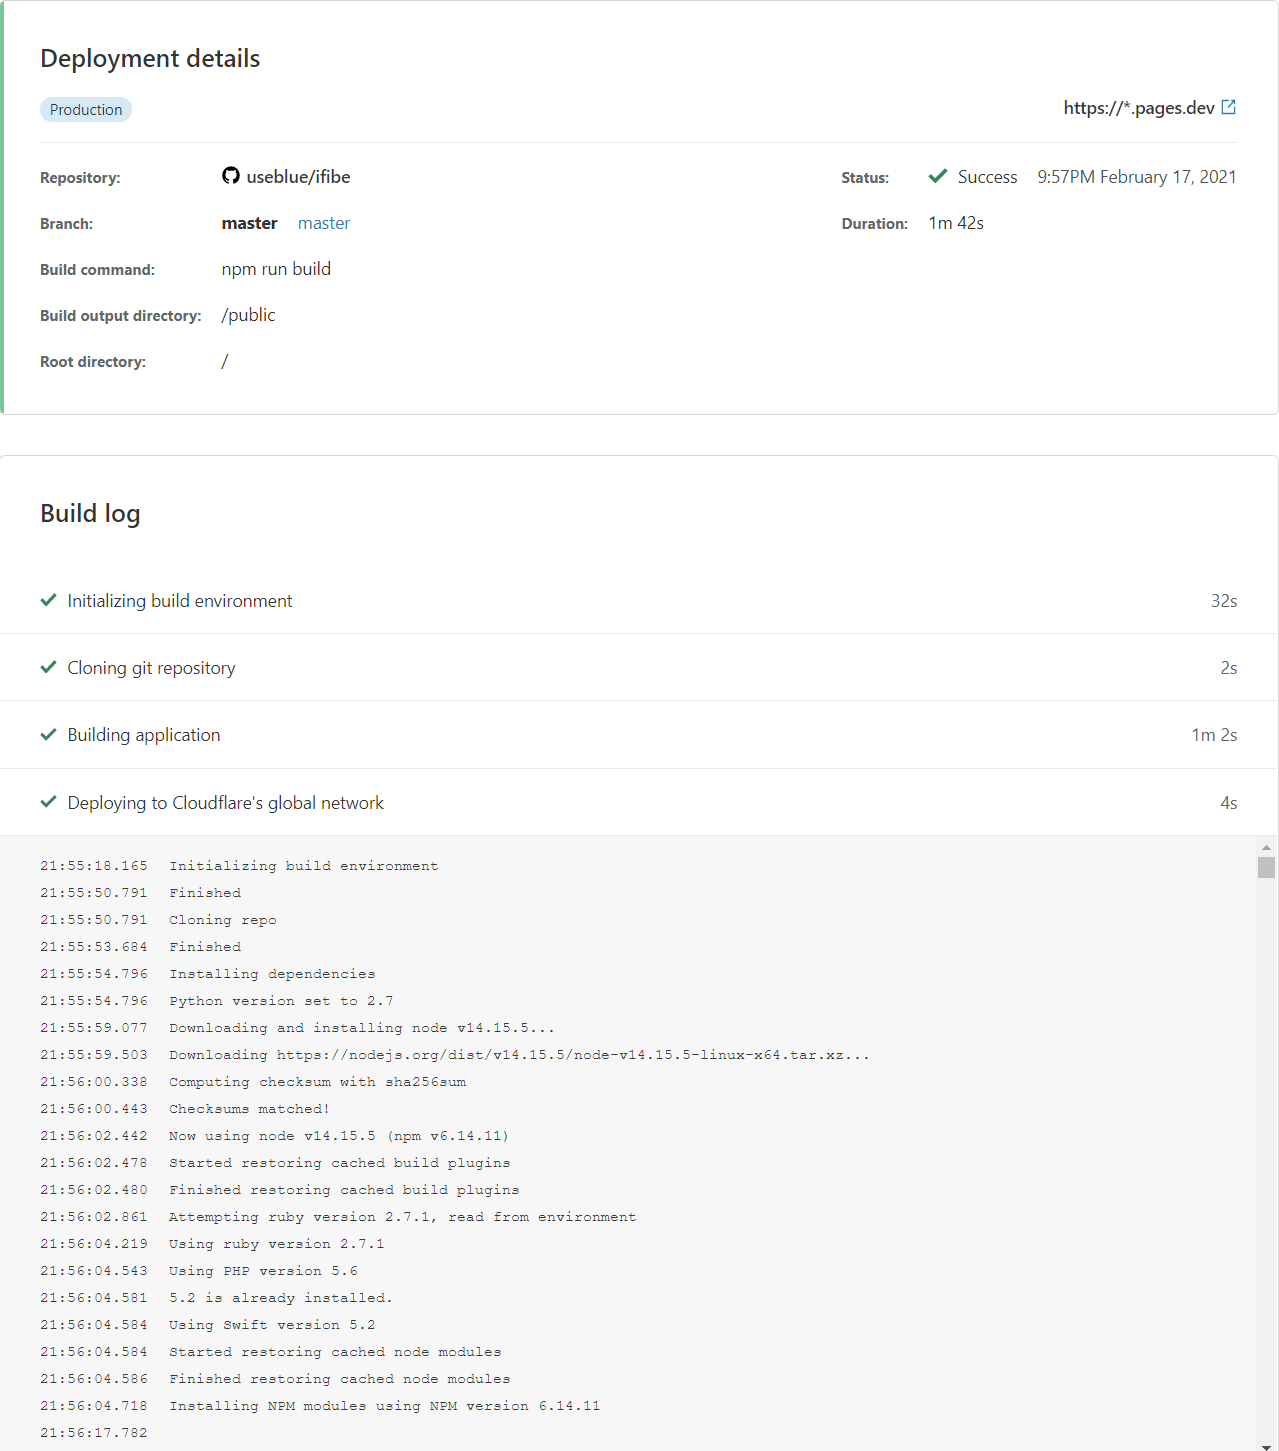 Deployment details
Production
https://*.pages.dev
Repository: useblue/ifibe
Status: Success 9:57PM February 17, 2021
Branch: master master
Duration: 1m 42s
Build command: npm run build
Build output directory: /public
Root directory: /
Build log
Initializing build environment 32s
Cloning git repository 2s
Building application 1m 2s
Deploying to Cloudflare's global network 4s
21:55:18.165 Initializing build environment
21:55:50.791 Finished
21:55:50.791 Cloning repo
21:55:53.684 Finished
21:55:54.796 Installing dependencies
21:55:54.796 Python version set to 2.7
21:55:59.077 Downloading and installing node v14.15.5...
21:55:59.503 Downloading https://nodejs.org/dist/v14.15.5/node-v14.15.5-linux-x64.tar.xz...
21:56:00.338 Computing checksum with sha256sum
21:56:00.443 Checksums matched!
21:56:02.442 Now using node v14.15.5 (npm v6.14.11)
21:56:02.478 Started restoring cached build plugins
21:56:02.480 Finished restoring cached build plugins
21:56:02.861 Attempting ruby version 2.7.1, read from environment
21:56:04.219 Using ruby version 2.7.1
21:56:04.543 Using PHP version 5.6
21:56:04.581 5.2 is already installed.
21:56:04.584 Using Swift version 5.2
21:56:04.584 Started restoring cached node modules
21:56:04.586 Finished restoring cached node modules
21:56:04.718 Installing NPM modules using NPM version 6.14.11
21:56:17.782